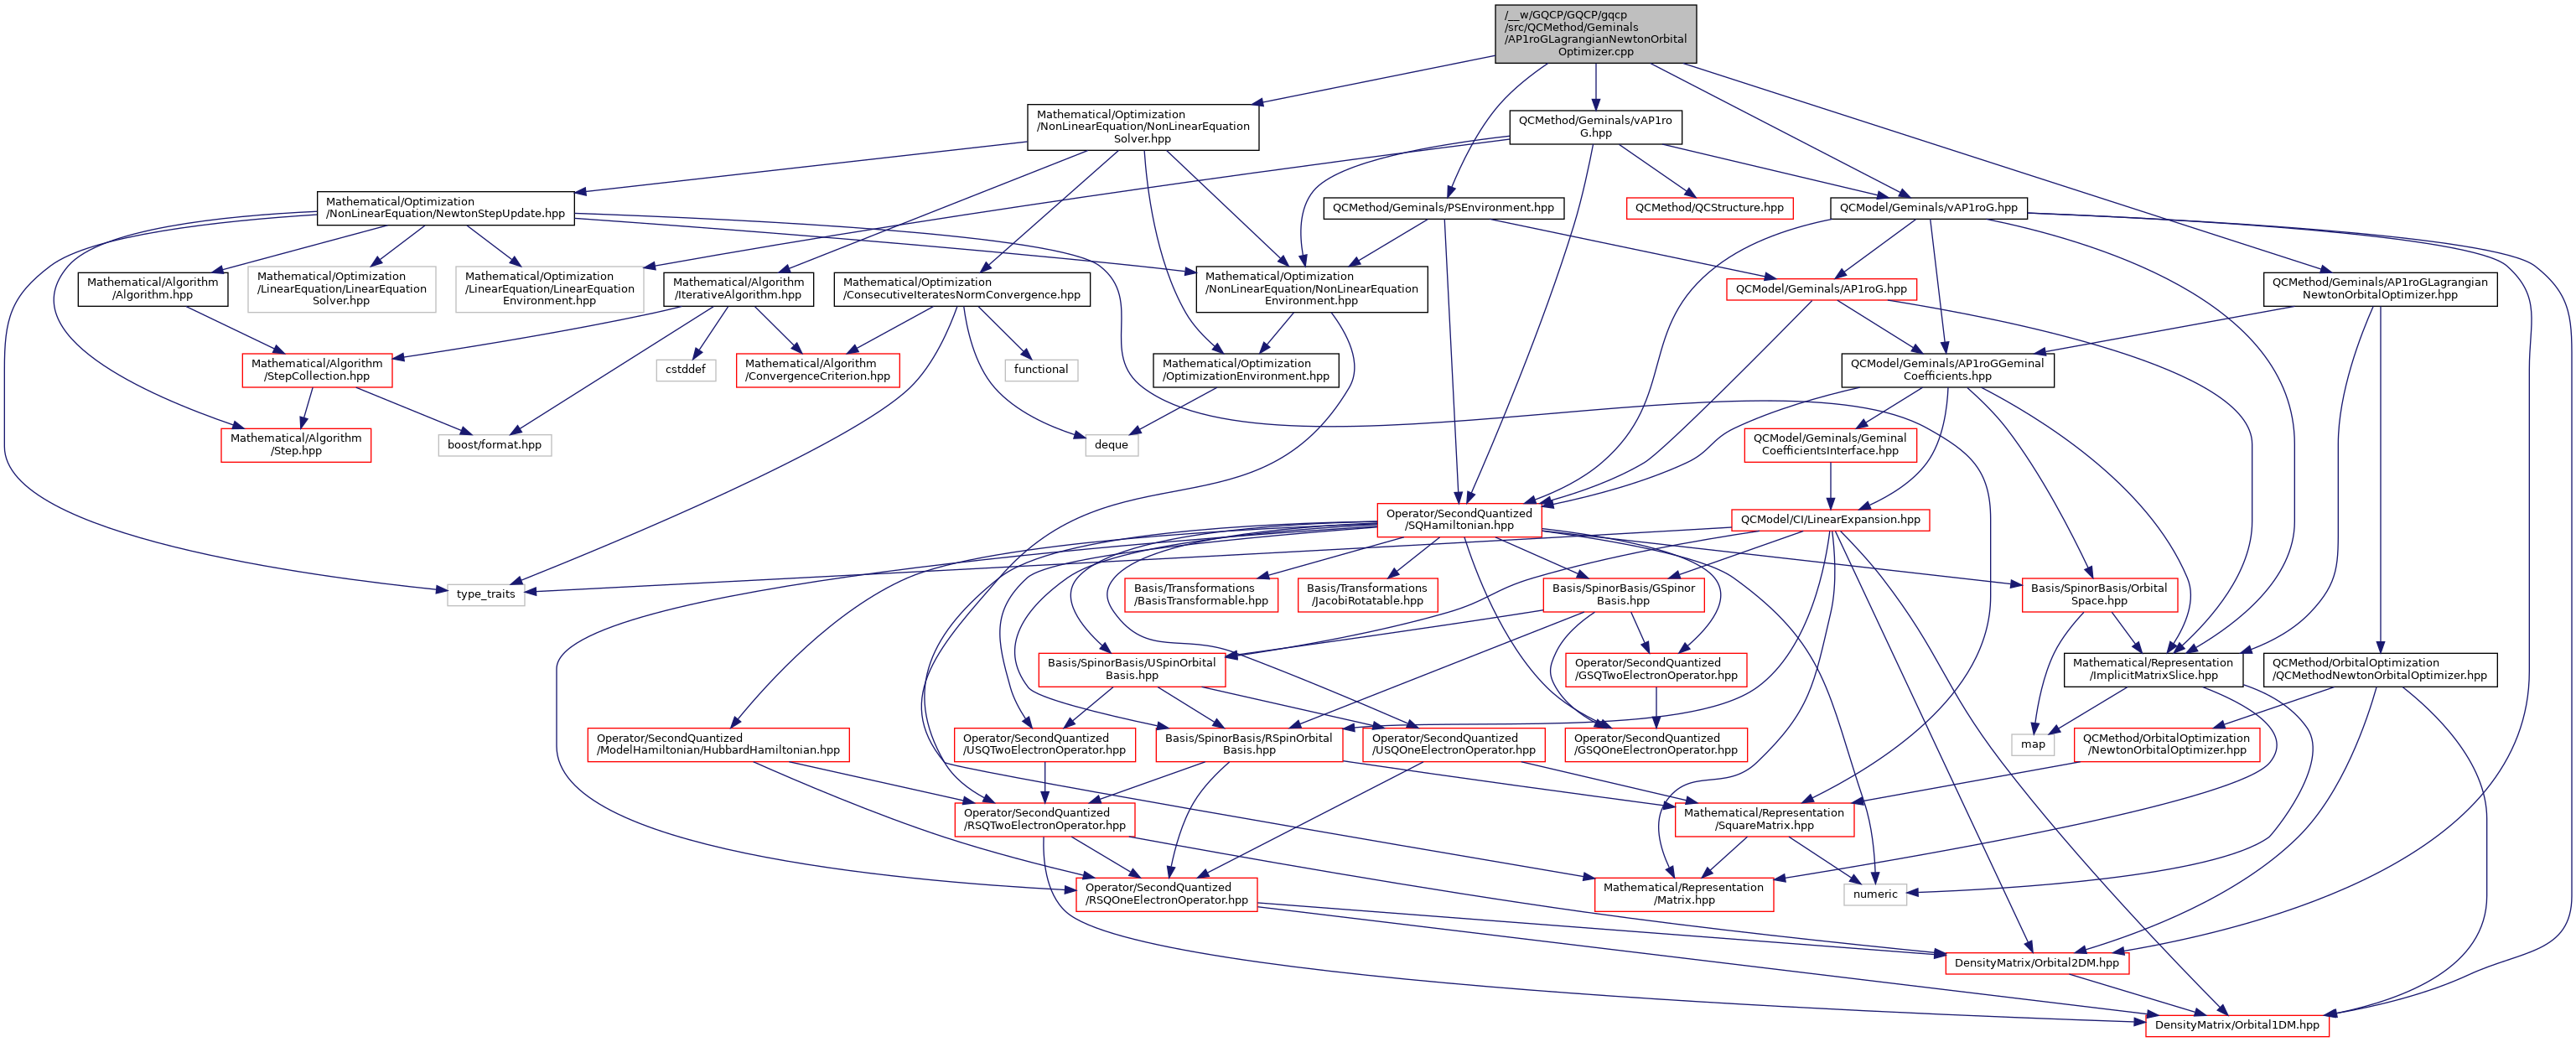 /__w/GQCP/GQCP/gqcp
/src/QCMethod/Geminals
/AP1roGLagrangianNewtonOrbital
Optimizer.cpp
Mathematical/Optimization
/NonLinearEquation/NonLinearEquation
Solver.hpp
QCMethod/Geminals/vAP1ro
G.hpp
Mathematical/Optimization
/NonLinearEquation/NewtonStepUpdate.hpp
QCMethod/Geminals/PSEnvironment.hpp
QCMethod/QCStructure.hpp
QCModel/Geminals/vAP1roG.hpp
Mathematical/Algorithm
/Algorithm.hpp
Mathematical/Optimization
/LinearEquation/LinearEquation
Solver.hpp
Mathematical/Optimization
/LinearEquation/LinearEquation
Environment.hpp
Mathematical/Algorithm
/IterativeAlgorithm.hpp
Mathematical/Optimization
/ConsecutiveIteratesNormConvergence.hpp
Mathematical/Optimization
/NonLinearEquation/NonLinearEquation
Environment.hpp
QCModel/Geminals/AP1roG.hpp
QCMethod/Geminals/AP1roGLagrangian
NewtonOrbitalOptimizer.hpp
Mathematical/Algorithm
/StepCollection.hpp
cstddef
Mathematical/Algorithm
/ConvergenceCriterion.hpp
functional
Mathematical/Optimization
/OptimizationEnvironment.hpp
QCModel/Geminals/AP1roGGeminal
Coefficients.hpp
Mathematical/Algorithm
/Step.hpp
boost/format.hpp
deque
QCModel/Geminals/Geminal
CoefficientsInterface.hpp
Operator/SecondQuantized
/SQHamiltonian.hpp
QCModel/CI/LinearExpansion.hpp
type_traits
Basis/Transformations
/BasisTransformable.hpp
Basis/Transformations
/JacobiRotatable.hpp
Basis/SpinorBasis/GSpinor
Basis.hpp
Basis/SpinorBasis/Orbital
Space.hpp
Basis/SpinorBasis/USpinOrbital
Basis.hpp
Operator/SecondQuantized
/GSQTwoElectronOperator.hpp
Mathematical/Representation
/ImplicitMatrixSlice.hpp
QCMethod/OrbitalOptimization
/QCMethodNewtonOrbitalOptimizer.hpp
Operator/SecondQuantized
/ModelHamiltonian/HubbardHamiltonian.hpp
Operator/SecondQuantized
/USQTwoElectronOperator.hpp
Basis/SpinorBasis/RSpinOrbital
Basis.hpp
Operator/SecondQuantized
/USQOneElectronOperator.hpp
Operator/SecondQuantized
/GSQOneElectronOperator.hpp
map
QCMethod/OrbitalOptimization
/NewtonOrbitalOptimizer.hpp
Operator/SecondQuantized
/RSQTwoElectronOperator.hpp
Mathematical/Representation
/SquareMatrix.hpp
Operator/SecondQuantized
/RSQOneElectronOperator.hpp
Mathematical/Representation
/Matrix.hpp
numeric
DensityMatrix/Orbital2DM.hpp
DensityMatrix/Orbital1DM.hpp